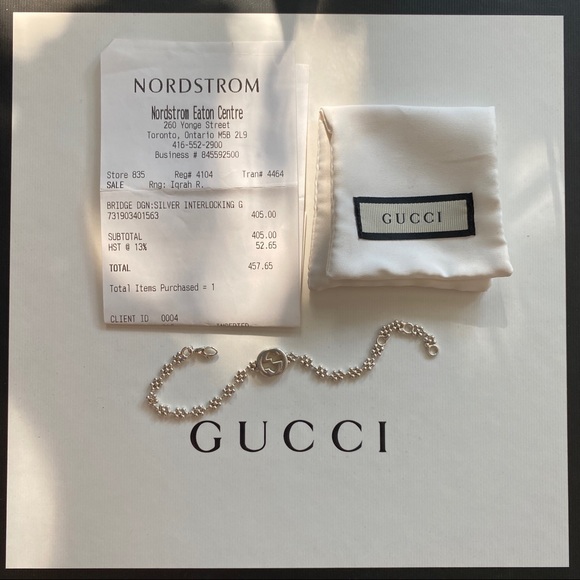 NORDSTROM
Nordstrom Eaton Centre
260 Yonge Street
Toronto, Ontario M5B 2L9
416-552-2900
Business # 845592500
Store 835 Reg# 4104 Tran# 4464
SALE Rng: Iqrah R.
BRIDGE DGN:SILVER INTERLOCKING G
731903401563 405.00
SUBTOTAL 405.00
HST # 13% 52.65
TOTAL 457.65
Total Items Purchased = 1
CLIENT ID 0004
GUCCI
GUCCI